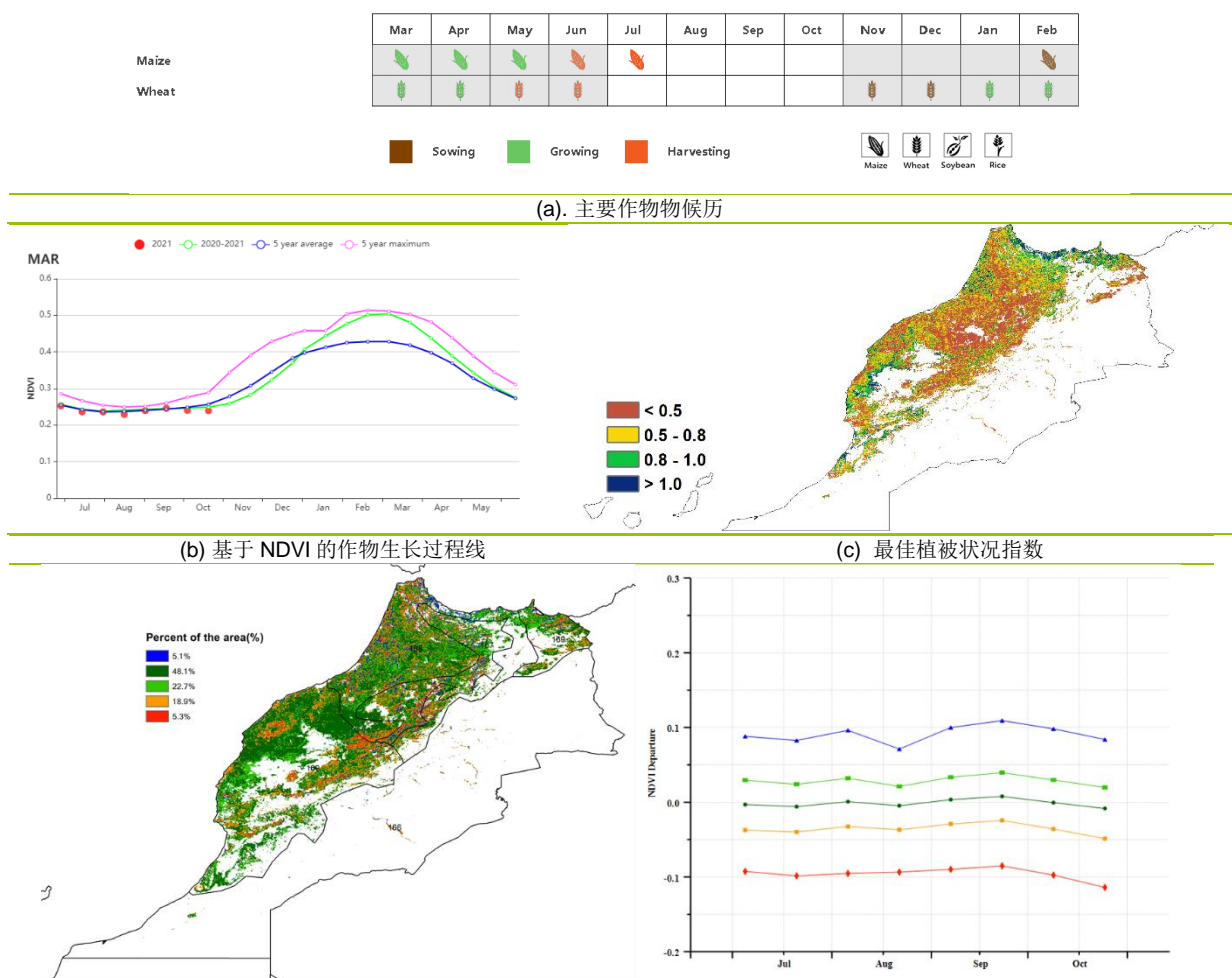 Mar Apr May Jun Jul Aug Sep Oct Nov Dec Jan Feb
Maize
Wheat
Sowing Growing Harvesting
Maize Wheat Soybean Rice
(a). 主要作物物候历
2021 2020-2021 5 year average 5 year maximum
MAR
0.6
0.5
0.4
0.3
0.2
0.1
0
NDVI
Jul Aug Sep Oct Nov Dec Jan Feb Mar Apr May
< 0.5
0.5 - 0.8
0.8 - 1.0
> 1.0
(b) 基于 NDVI 的作物生长过程线
(c) 最佳植被状况指数
Percent of the area(%)
5.1%
48.1%
22.7%
18.9%
5.3%
169
166
0.3
0.2
0.1
0.0
-0.1
-0.2
NDVI Departure
Jul Aug Sep Oct